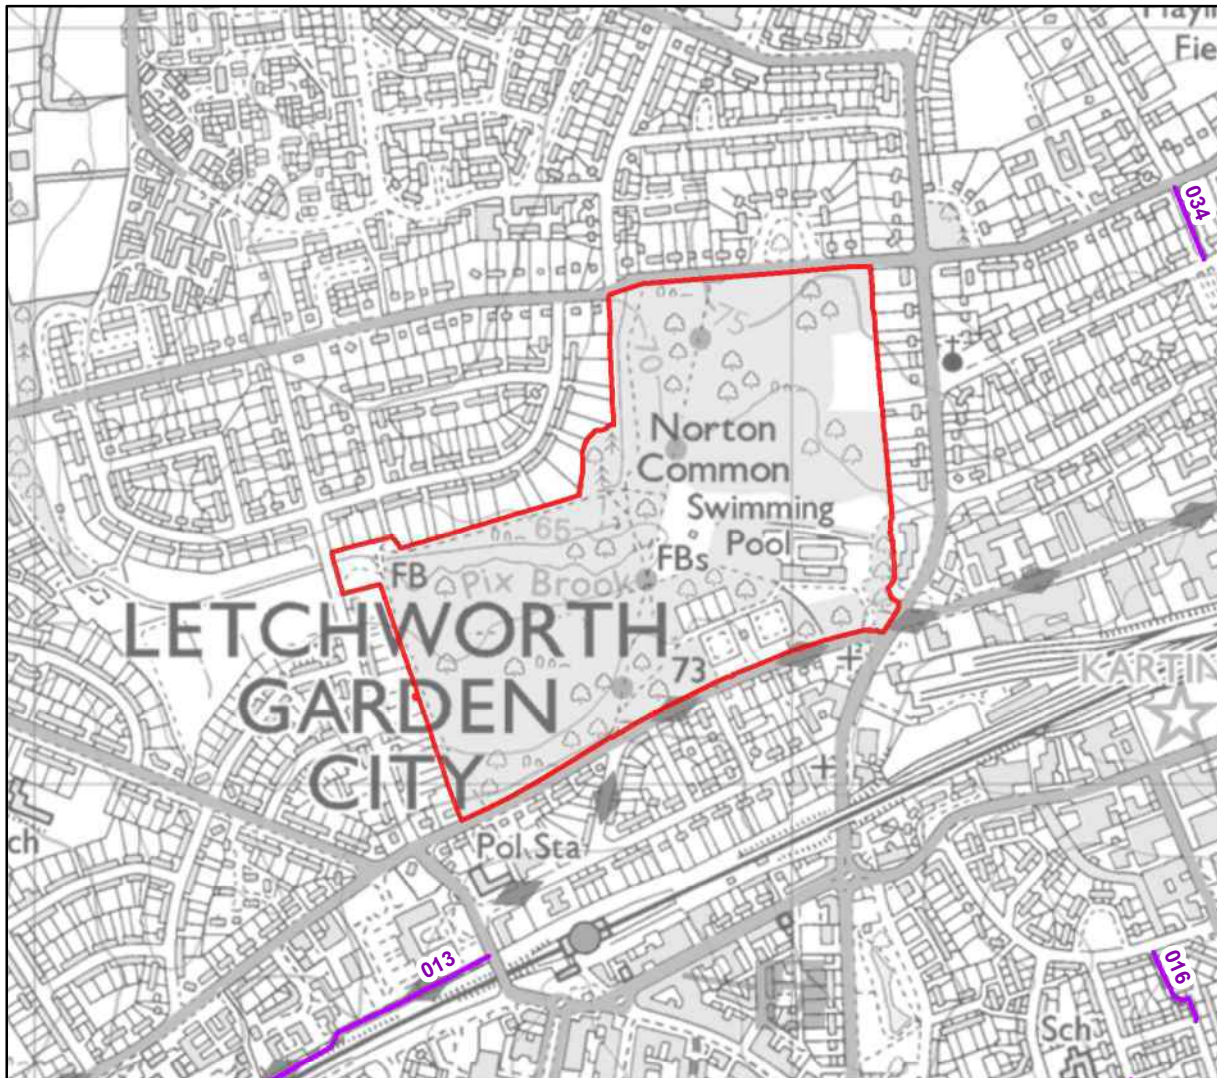 Fie
034
75
70
Norton
Common
Swimming
Pool
65
FBs
FB
Pix Brook
LETCHWORTH
GARDEN
CITY
73
KARTIN
Pol Sta
ch
013
016
Sch